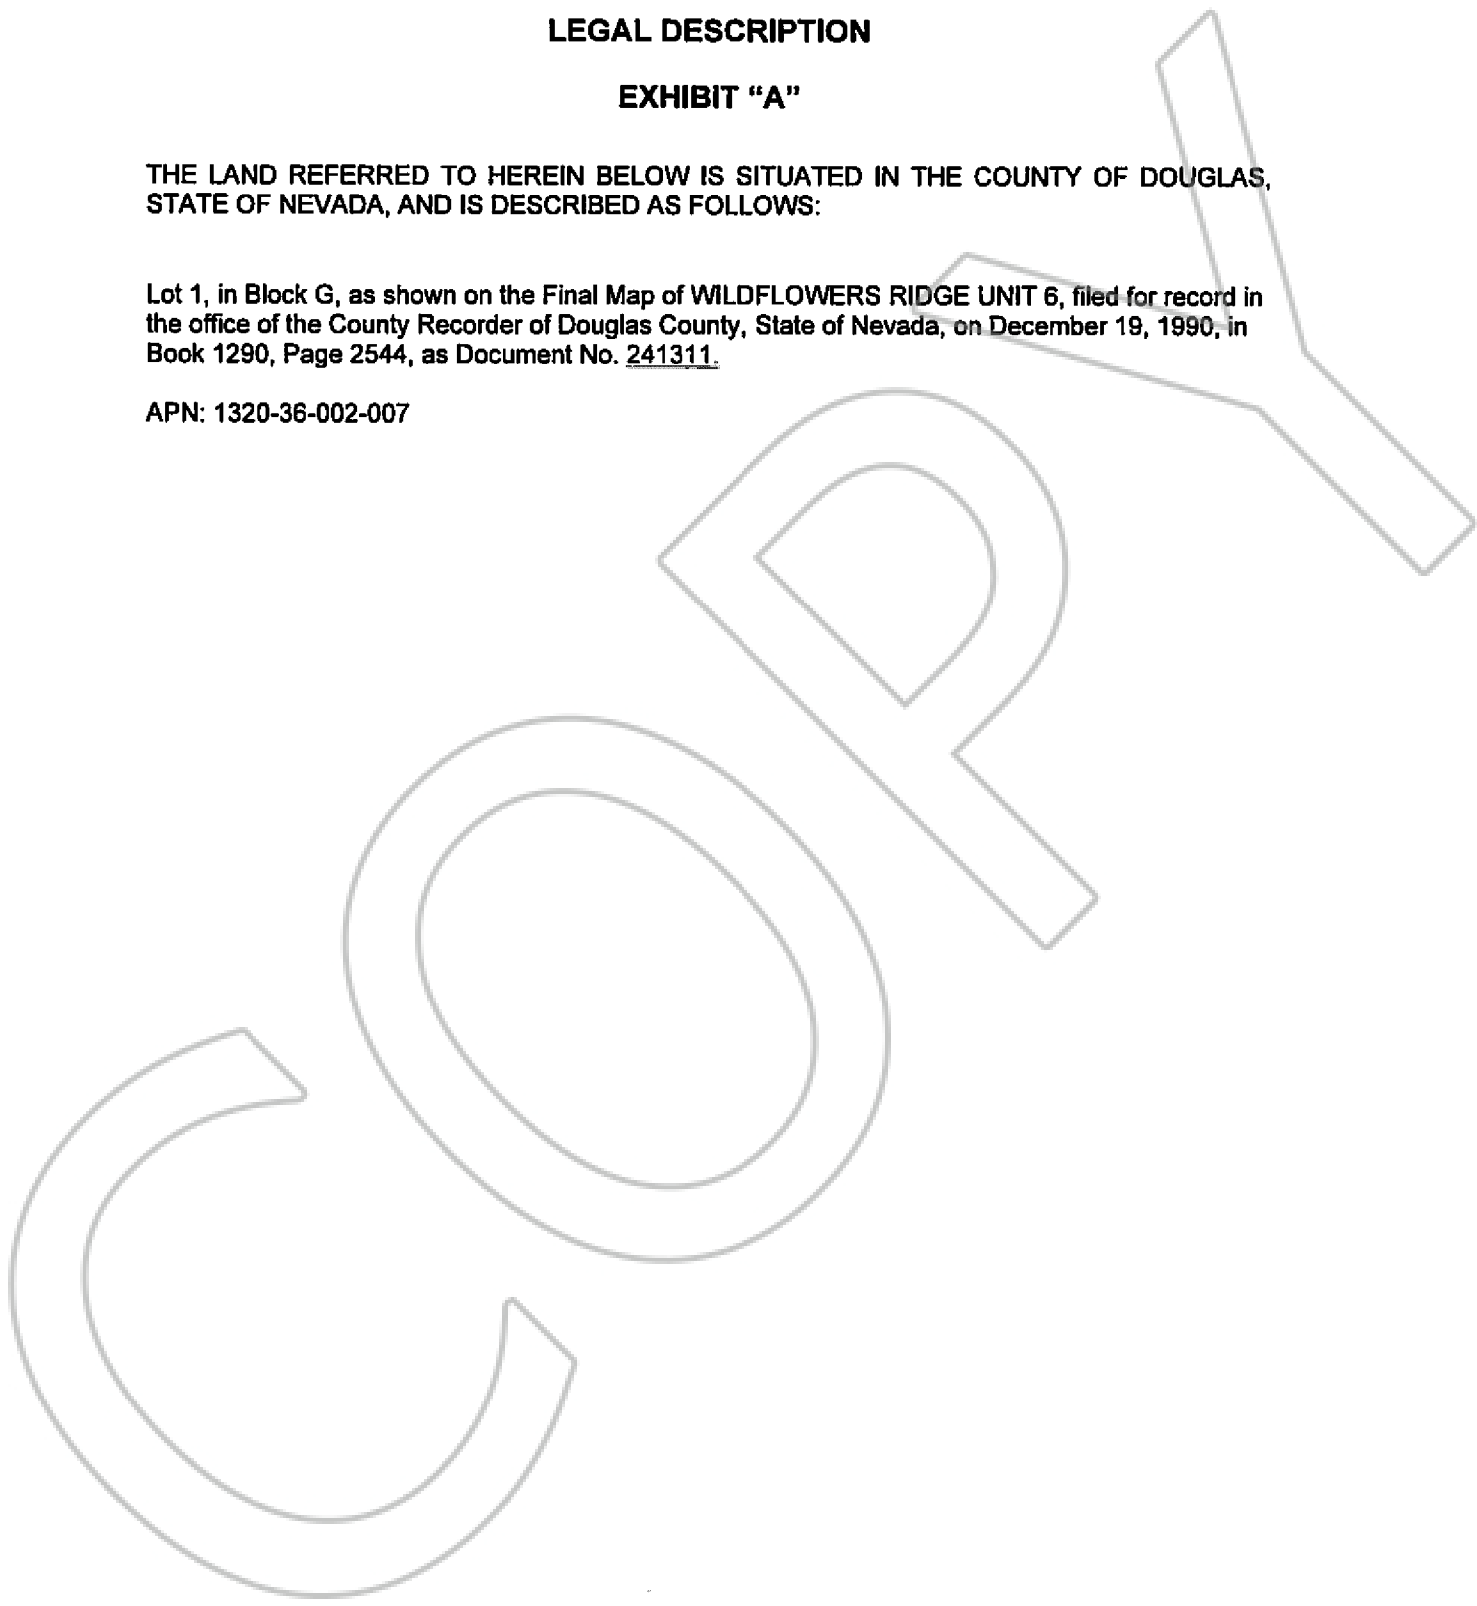 LEGAL DESCRIPTION
EXHIBIT “A”
THE LAND REFERRED TO HEREIN BELOW IS SITUATED IN THE COUNTY OF DOUGLAS,
STATE OF NEVADA, AND IS DESCRIBED AS FOLLOWS:
Lot 1, in Block G, as shown on the Final Map of WILDFLOWERS RIDGE UNIT 6, filed for record in
the office of the County Recorder of Douglas County, State of Nevada, on December 19, 1990, in
Book 1290, Page 2544, as Document No. 241311.
APN: 1320-36-002-007
COPY